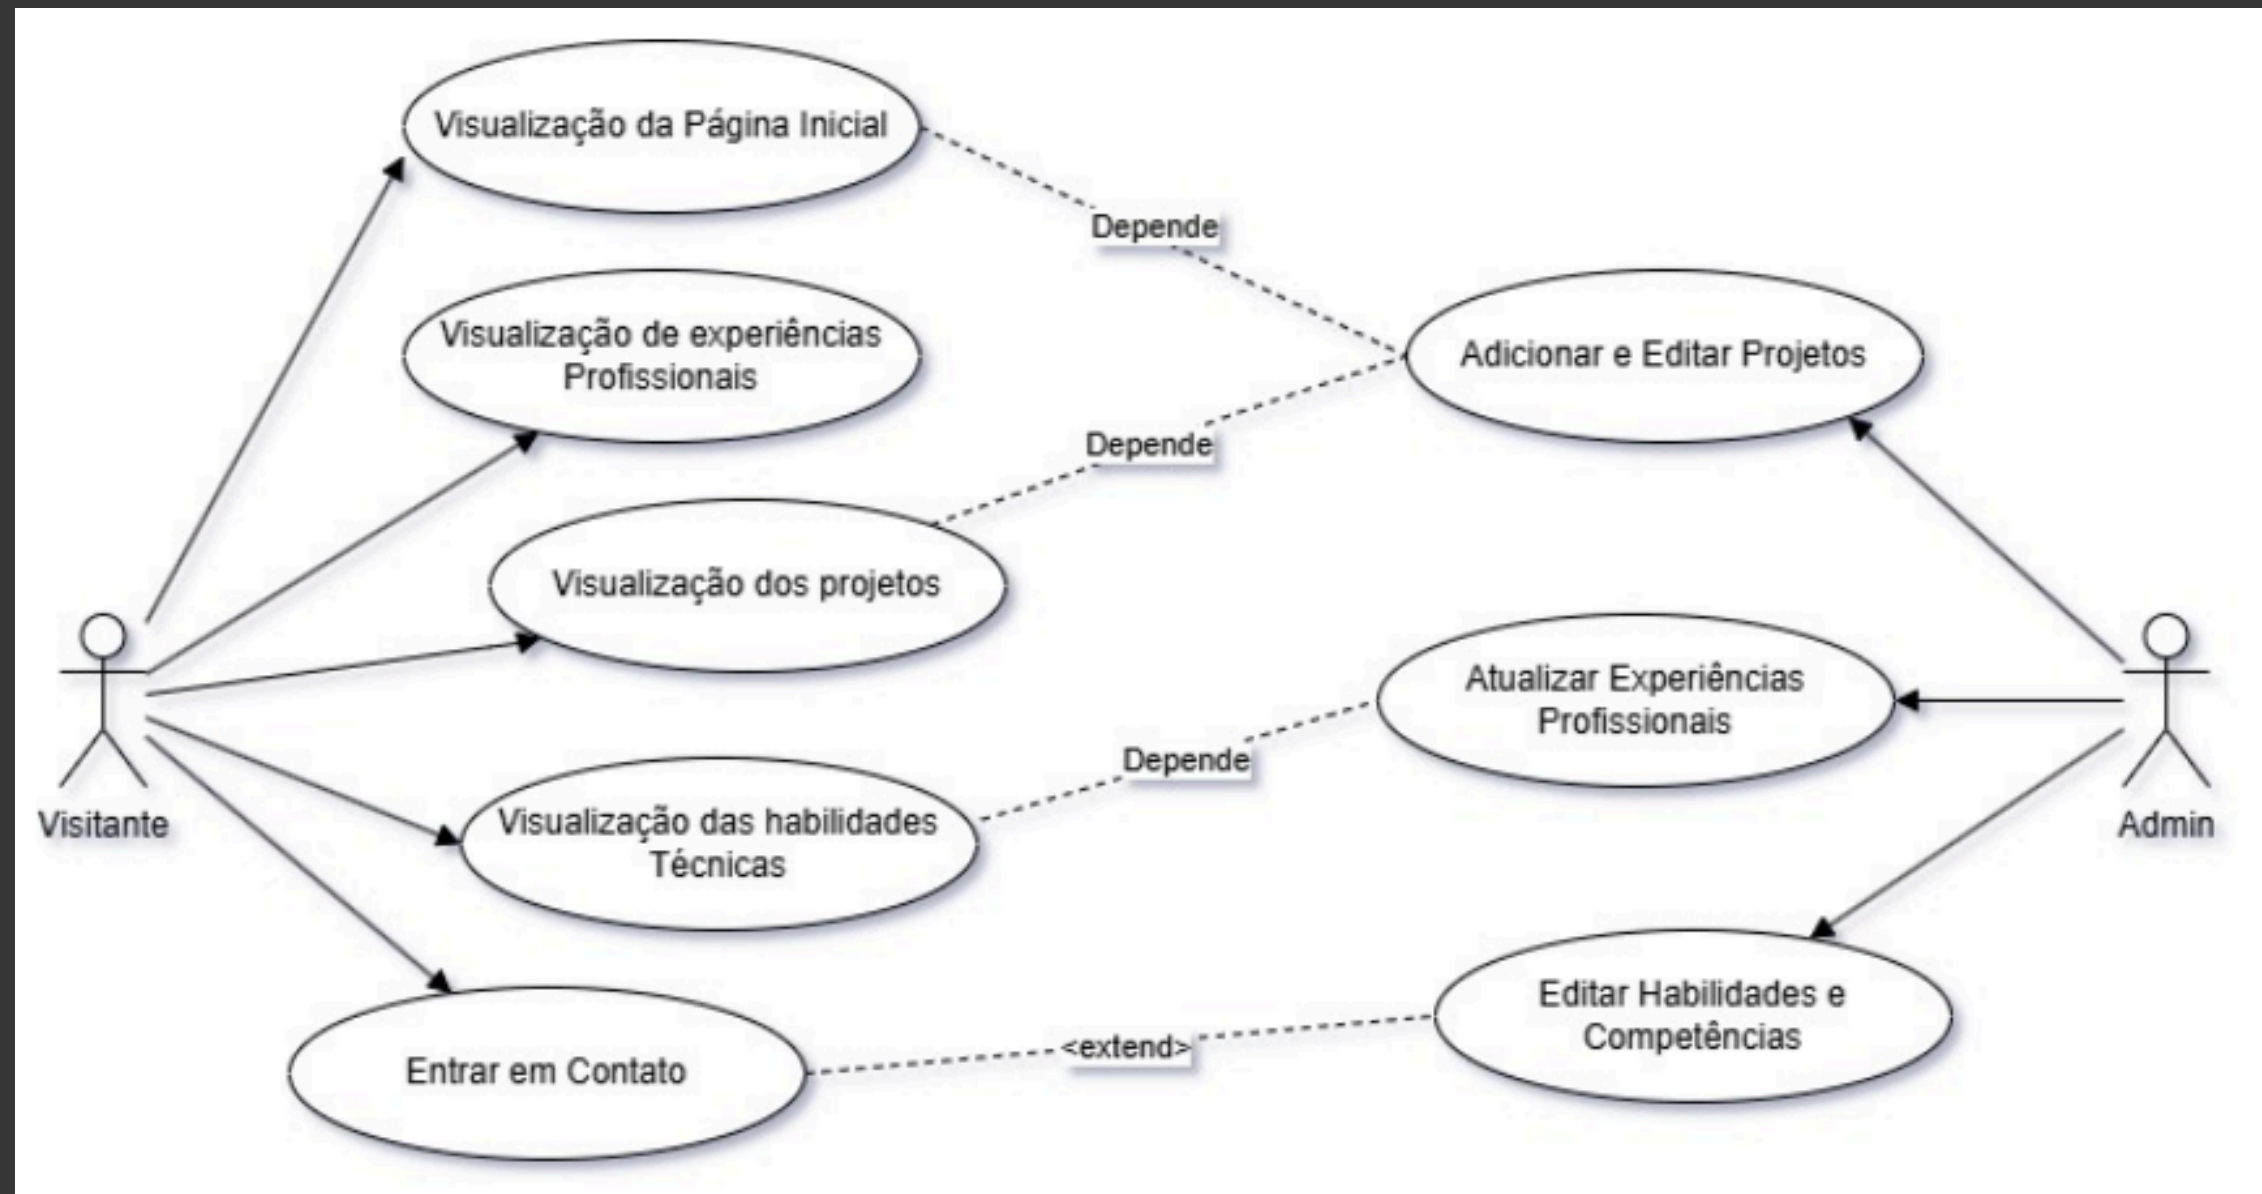 Visualização da Página Inicial
Depende
Visualização de experiências
Profissionais
Adicionar e Editar Projetos
Depende
Visualização dos projetos
Atualizar Experiências
Profissionais
Depende
Visualização das habilidades
Técnicas
Visitante
Admin
Editar Habilidades e
Competências
<extend>
Entrar em Contato